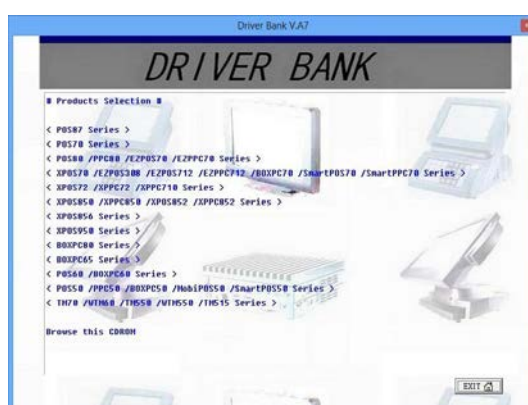 Driver Bank V.A7
DRIVER BANK
# Products Selection #
< POS87 Series >
< POS70 Series >
< POS80 /PPC80 /EZPOS70 /EZPPC70 Series >
< XPOS70 /EZPOS308 /EZPOS712 /EZPPC712 /BOXPC70 /SmartPOS70 /SmartPPC70 Series >
< XPOS72 /XPPC72 /XPPC710 Series >
< XPOS850 /XPPC850 /XPOS852 /XPPC852 Series >
< XPOS856 Series >
< XPOS950 Series >
< BOXPC80 Series >
< BOXPC65 Series >
< POS60 /BOXPC60 Series >
< POS50 /PPC50 /BOXPC50 /MobiPOS50 /SmartPOS50 Series >
< TM70 /WTM60 /TM550 /WTM550 /TM515 Series >
Browse this CDROM
EXIT